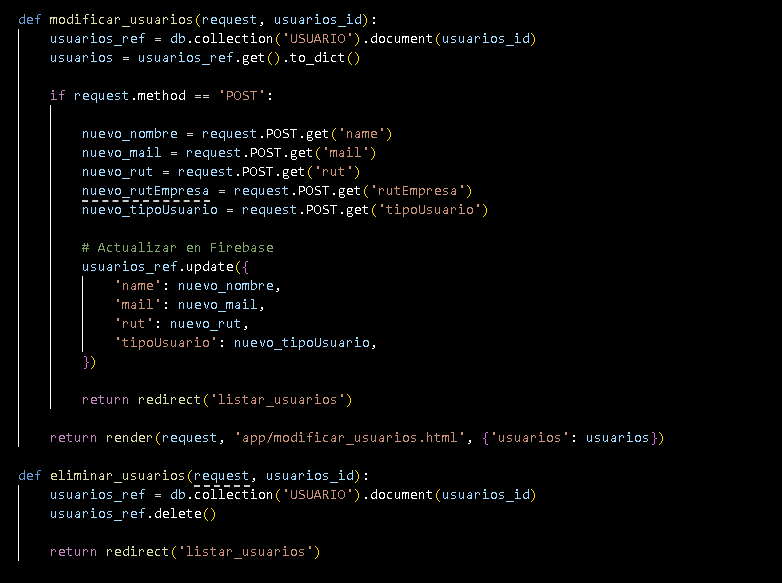 def modificar_usuarios(request, usuarios_id):
    usuarios_ref = db.collection('USUARIO').document(usuarios_id)
    usuarios = usuarios_ref.get().to_dict()

    if request.method == 'POST':

        nuevo_nombre = request.POST.get('name')
        nuevo_mail = request.POST.get('mail')
        nuevo_rut = request.POST.get('rut')
        nuevo_rutEmpresa = request.POST.get('rutEmpresa')
        nuevo_tipoUsuario = request.POST.get('tipoUsuario')

        # Actualizar en Firebase
        usuarios_ref.update({
            'name': nuevo_nombre,
            'mail': nuevo_mail,
            'rut': nuevo_rut,
            'tipoUsuario': nuevo_tipoUsuario,
        })

        return redirect('listar_usuarios')

    return render(request, 'app/modificar_usuarios.html', {'usuarios': usuarios})

def eliminar_usuarios(request, usuarios_id):
    usuarios_ref = db.collection('USUARIO').document(usuarios_id)
    usuarios_ref.delete()

    return redirect('listar_usuarios')